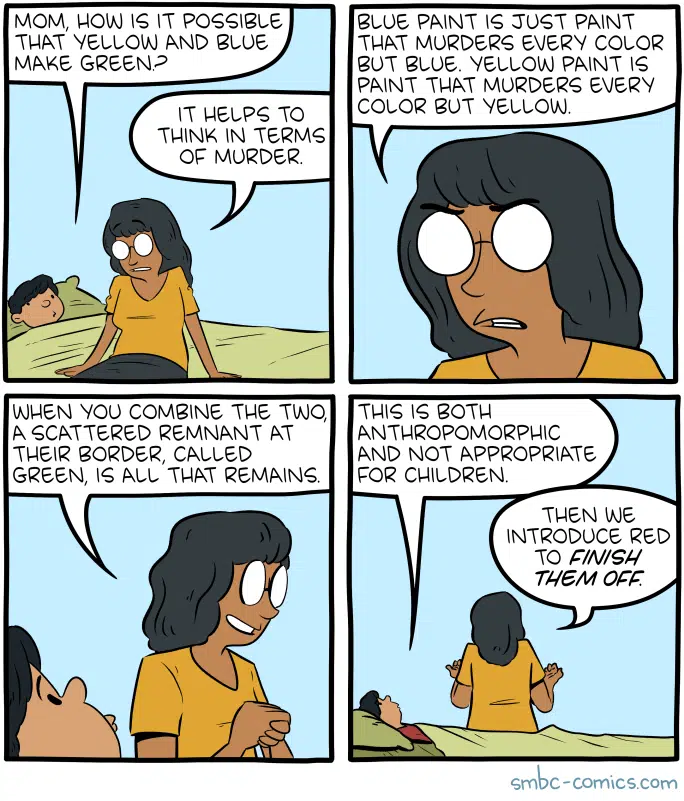 MOM, HOW IS IT POSSIBLE
THAT YELLOW AND BLUE
MAKE GREEN?
IT HELPS TO
THINK IN TERMS
OF MURDER.
BLUE PAINT IS JUST PAINT
THAT MURDERS EVERY COLOR
BUT BLUE. YELLOW PAINT IS
PAINT THAT MURDERS EVERY
COLOR BUT YELLOW.
WHEN YOU COMBINE THE TWO,
A SCATTERED REMNANT AT
THEIR BORDER, CALLED
GREEN, IS ALL THAT REMAINS.
THIS IS BOTH
ANTHROPOMORPHIC
AND NOT APPROPRIATE
FOR CHILDREN.
THEN WE
INTRODUCE RED
TO FINISH
THEM OFF.
smbc-comics.com